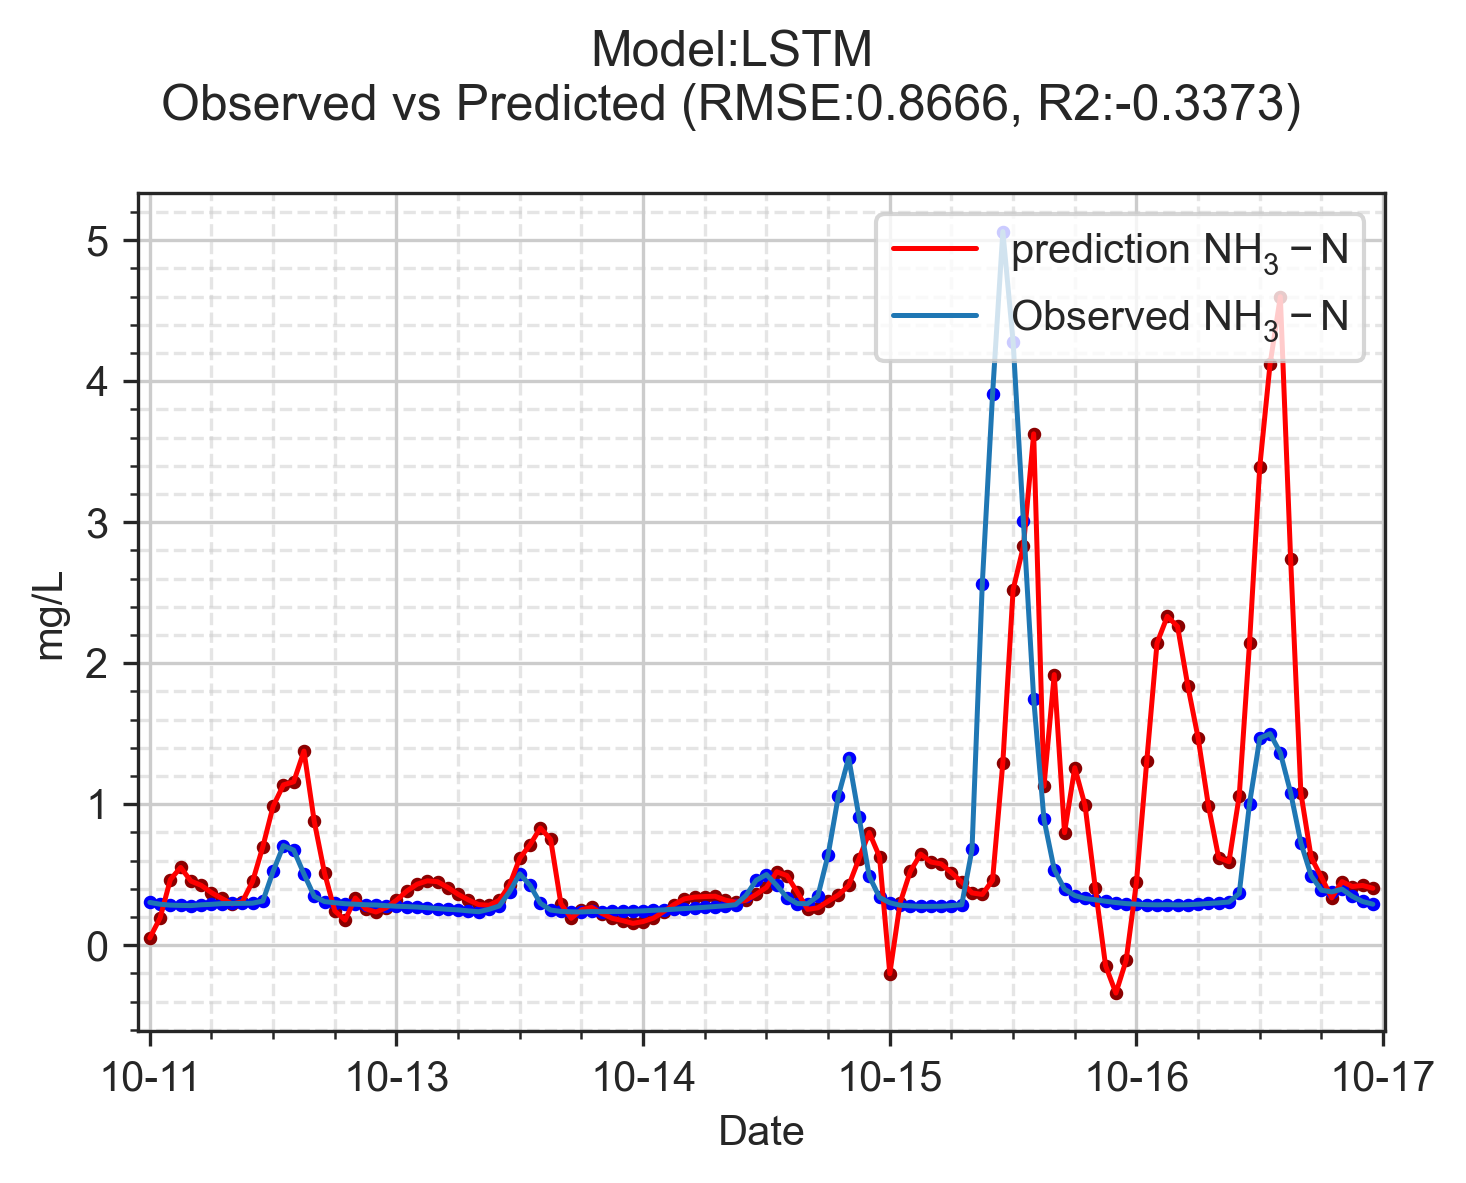 Model:LSTM
Observed vs Predicted (RMSE:0.8666, R2:-0.3373)
prediction NH₃ − N
Observed NH₃ − N
5
4
3
2
1
0
mg/L
10-11 10-13 10-14 10-15 10-16 10-17
Date